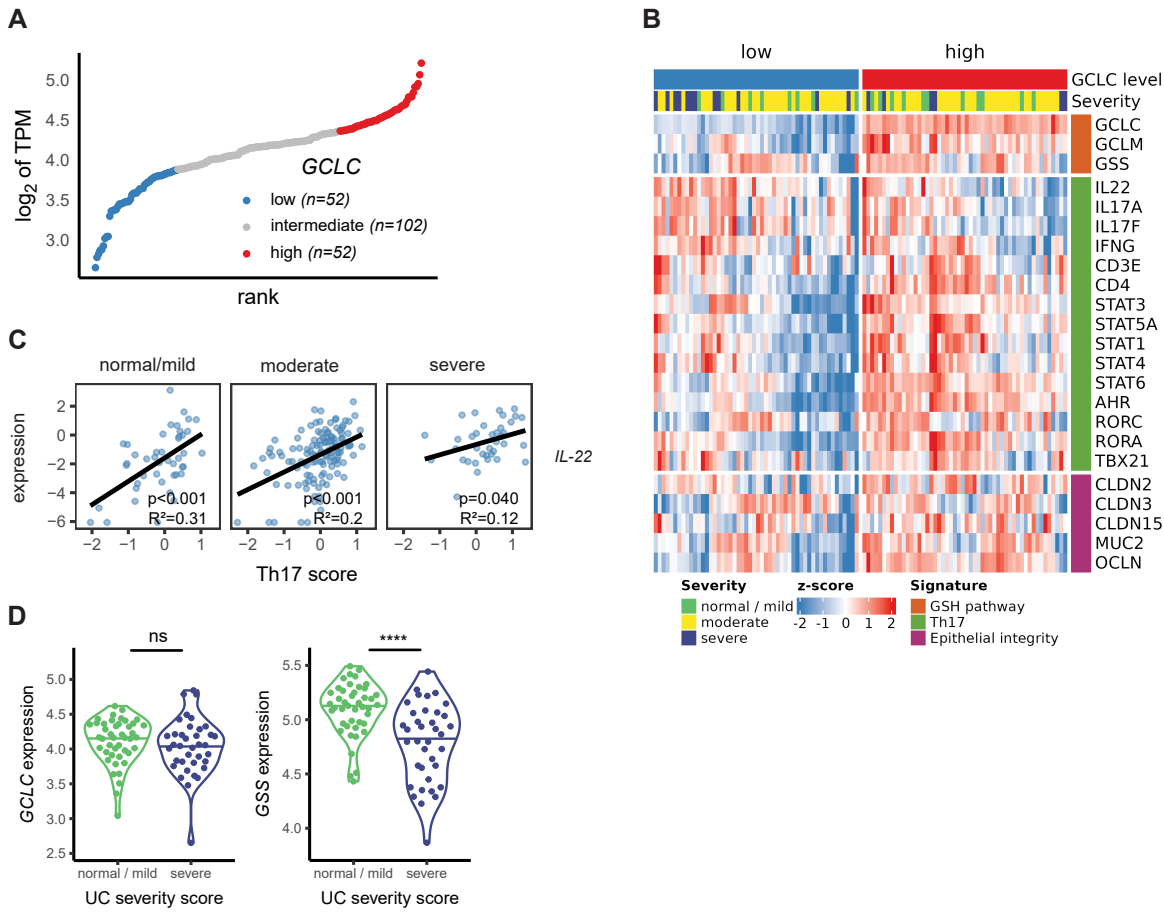 A
5.0
4.5
4.0
3.5
3.0
log2 of TPM
GCLC
low (n=52)
intermediate (n=102)
high (n=52)
rank
B
low
high
GCLC level
Severity
GCLC
GCLM
GSS
IL22
IL17A
IL17F
IFNG
CD3E
CD4
STAT3
STAT5A
STAT1
STAT4
STAT6
AHR
RORC
RORA
TBX21
CLDN2
CLDN3
CLDN15
MUC2
OCLN
Severity
normal / mild
moderate
severe
z-score
-2 -1 0 1 2
Signature
GSH pathway
Th17
Epithelial integrity
C
normal/mild
moderate
severe
expression
2
0
−2
−4
−6
p<0.001
R²=0.31
p<0.001
R²=0.2
p=0.040
R²=0.12
IL-22
−2 −1 0 1
−2 −1 0 1
−2 −1 0 1
Th17 score
D
ns
GCLC expression
5.0
4.5
4.0
3.5
3.0
2.5
normal / mild severe
UC severity score
****
GSS expression
5.5
5.0
4.5
4.0
normal / mild severe
UC severity score